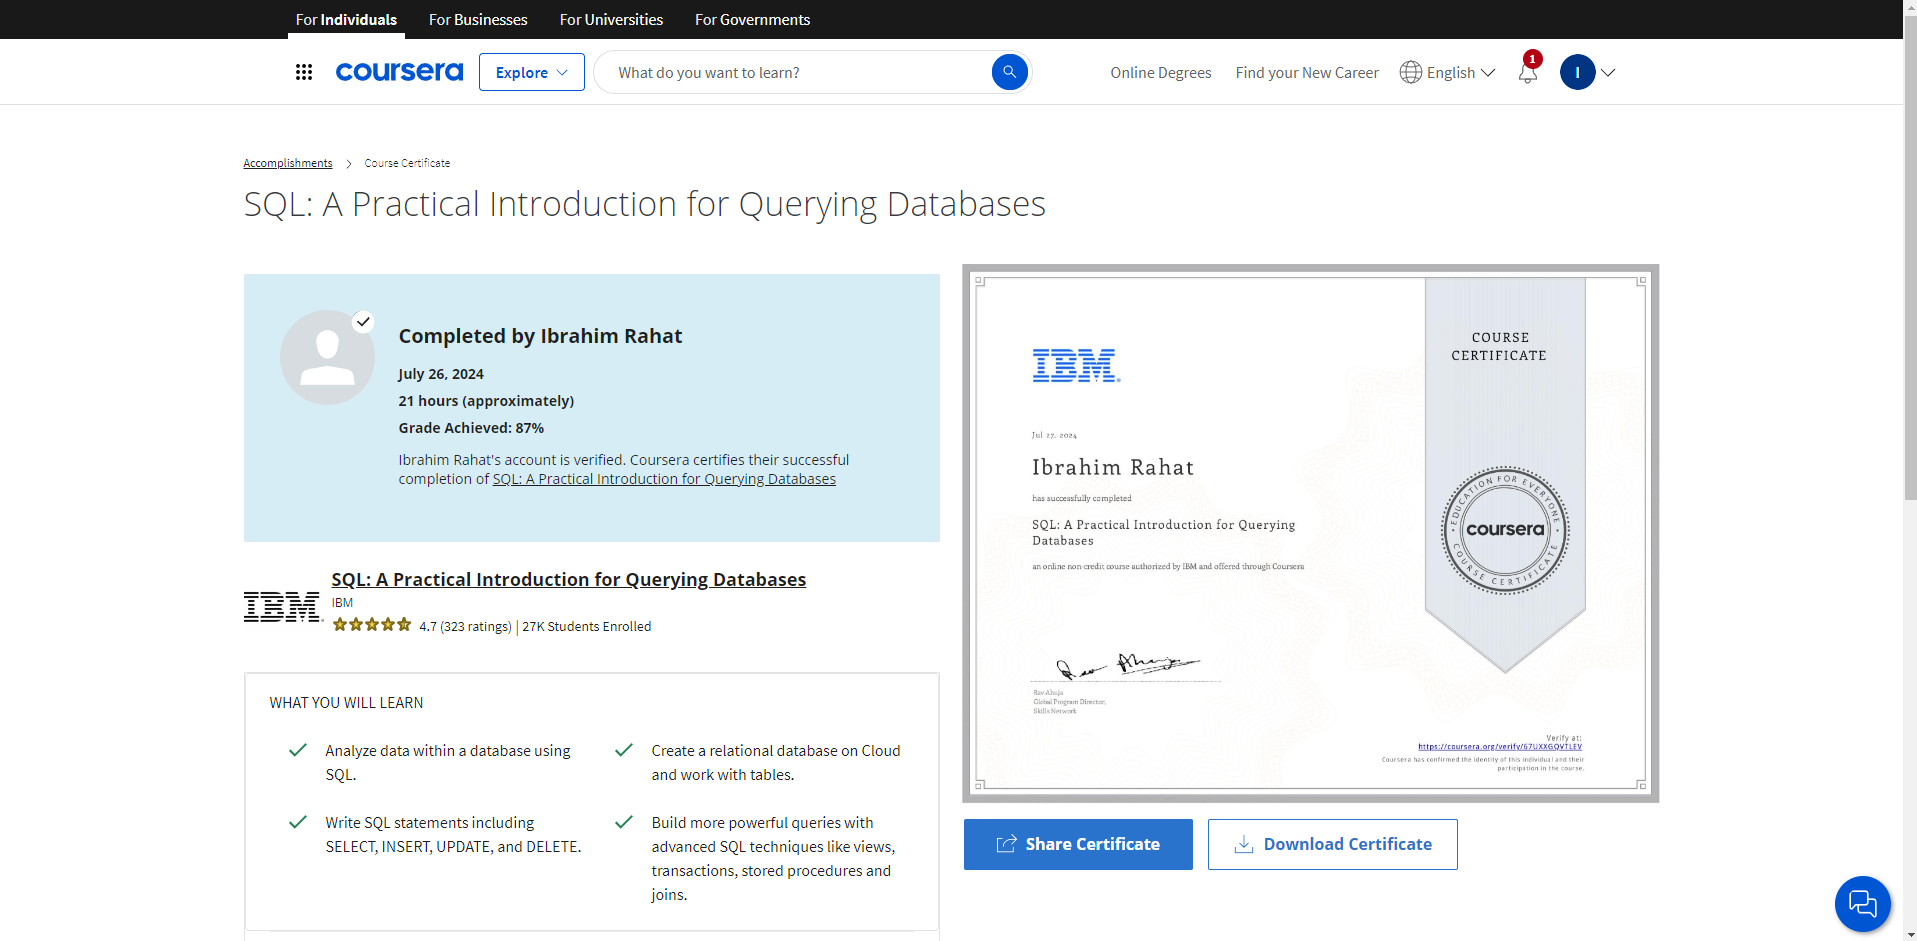 For Individuals
For Businesses
For Universities
For Governments
coursera
Explore
What do you want to learn?
Online Degrees
Find your New Career
English
1
I
Accomplishments
Course Certificate
SQL: A Practical Introduction for Querying Databases
Completed by Ibrahim Rahat
July 26, 2024
21 hours (approximately)
Grade Achieved: 87%
Ibrahim Rahat's account is verified. Coursera certifies their successful
completion of SQL: A Practical Introduction for Querying Databases
IBM
SQL: A Practical Introduction for Querying Databases
IBM
4.7 (323 ratings) | 27K Students Enrolled
WHAT YOU WILL LEARN
Analyze data within a database using
SQL.
Create a relational database on Cloud
and work with tables.
Write SQL statements including
SELECT, INSERT, UPDATE, and DELETE.
Build more powerful queries with
advanced SQL techniques like views,
transactions, stored procedures and
joins.
IBM
Jul 27, 2024
Ibrahim Rahat
has successfully completed
SQL: A Practical Introduction for Querying
Databases
an online non-credit course authorized by IBM and offered through Coursera
Rav Ahuja
Global Program Director,
Skills Network
COURSE
CERTIFICATE
EDUCATION FOR EVERYONE
coursera
COURSE CERTIFICATE
Verify at:
https://coursera.org/verify/67UXXGQVTLEV
Coursera has confirmed the identity of this individual and their
participation in the course.
Share Certificate
Download Certificate